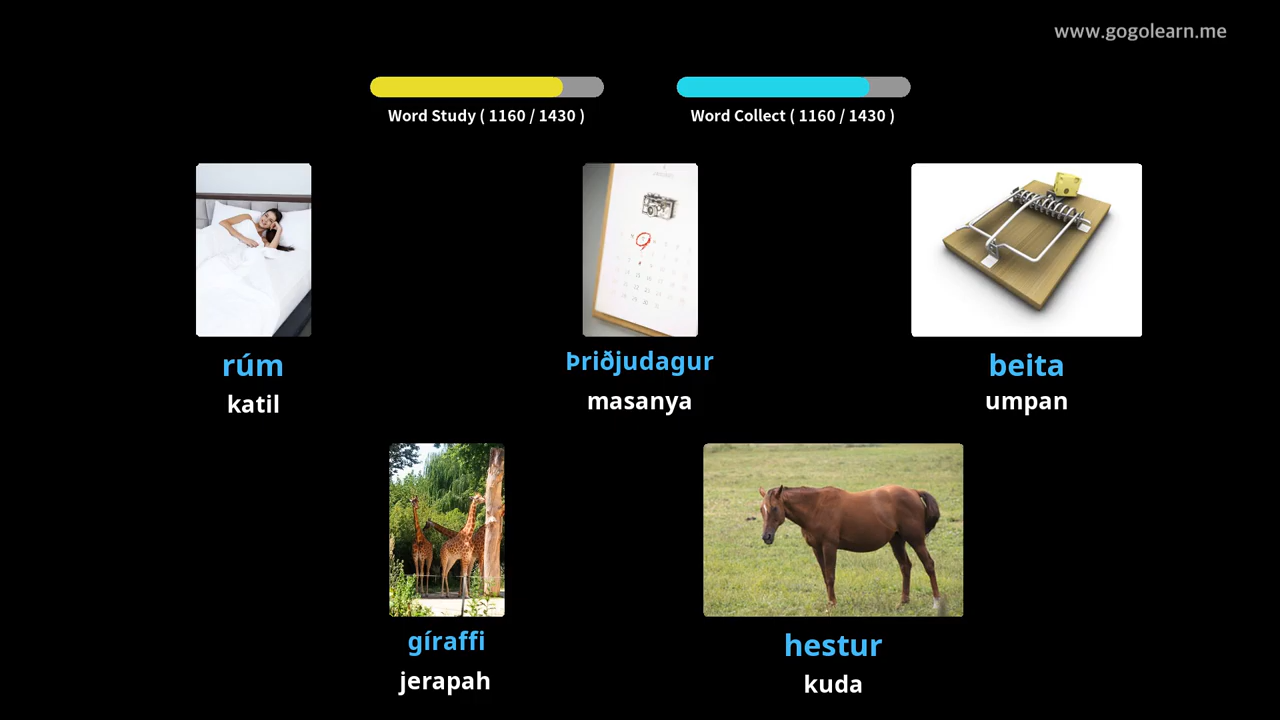 www.gogolearn.me
Word Study ( 1160 / 1430 )
Word Collect ( 1160 / 1430 )
rúm
katil
Þriðjudagur
masanya
beita
umpan
gíraffi
jerapah
hestur
kuda